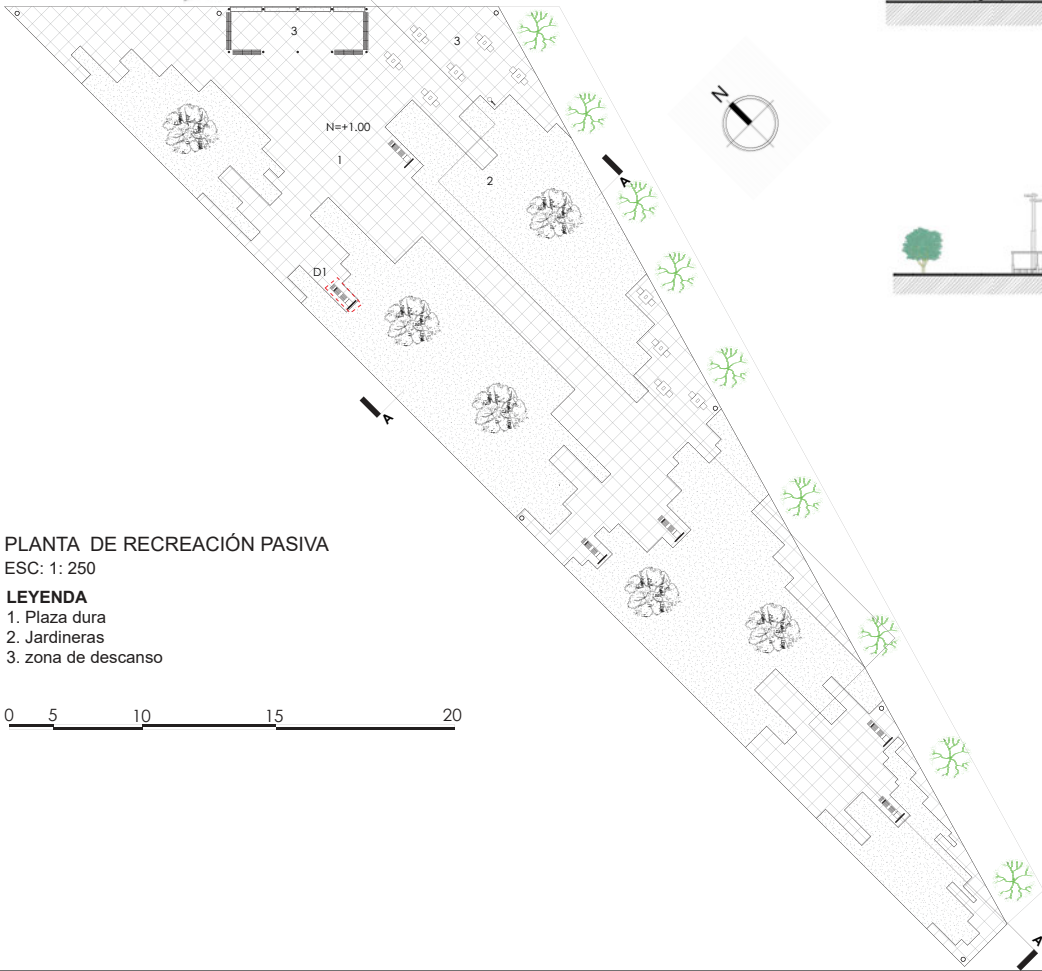 3
3
N
N=+1.00
1
2
A
D1
A
PLANTA DE RECREACIÓN PASIVA
ESC: 1: 250
LEYENDA
1. Plaza dura
2. Jardineras
3. zona de descanso
0 5 10 15 20
A